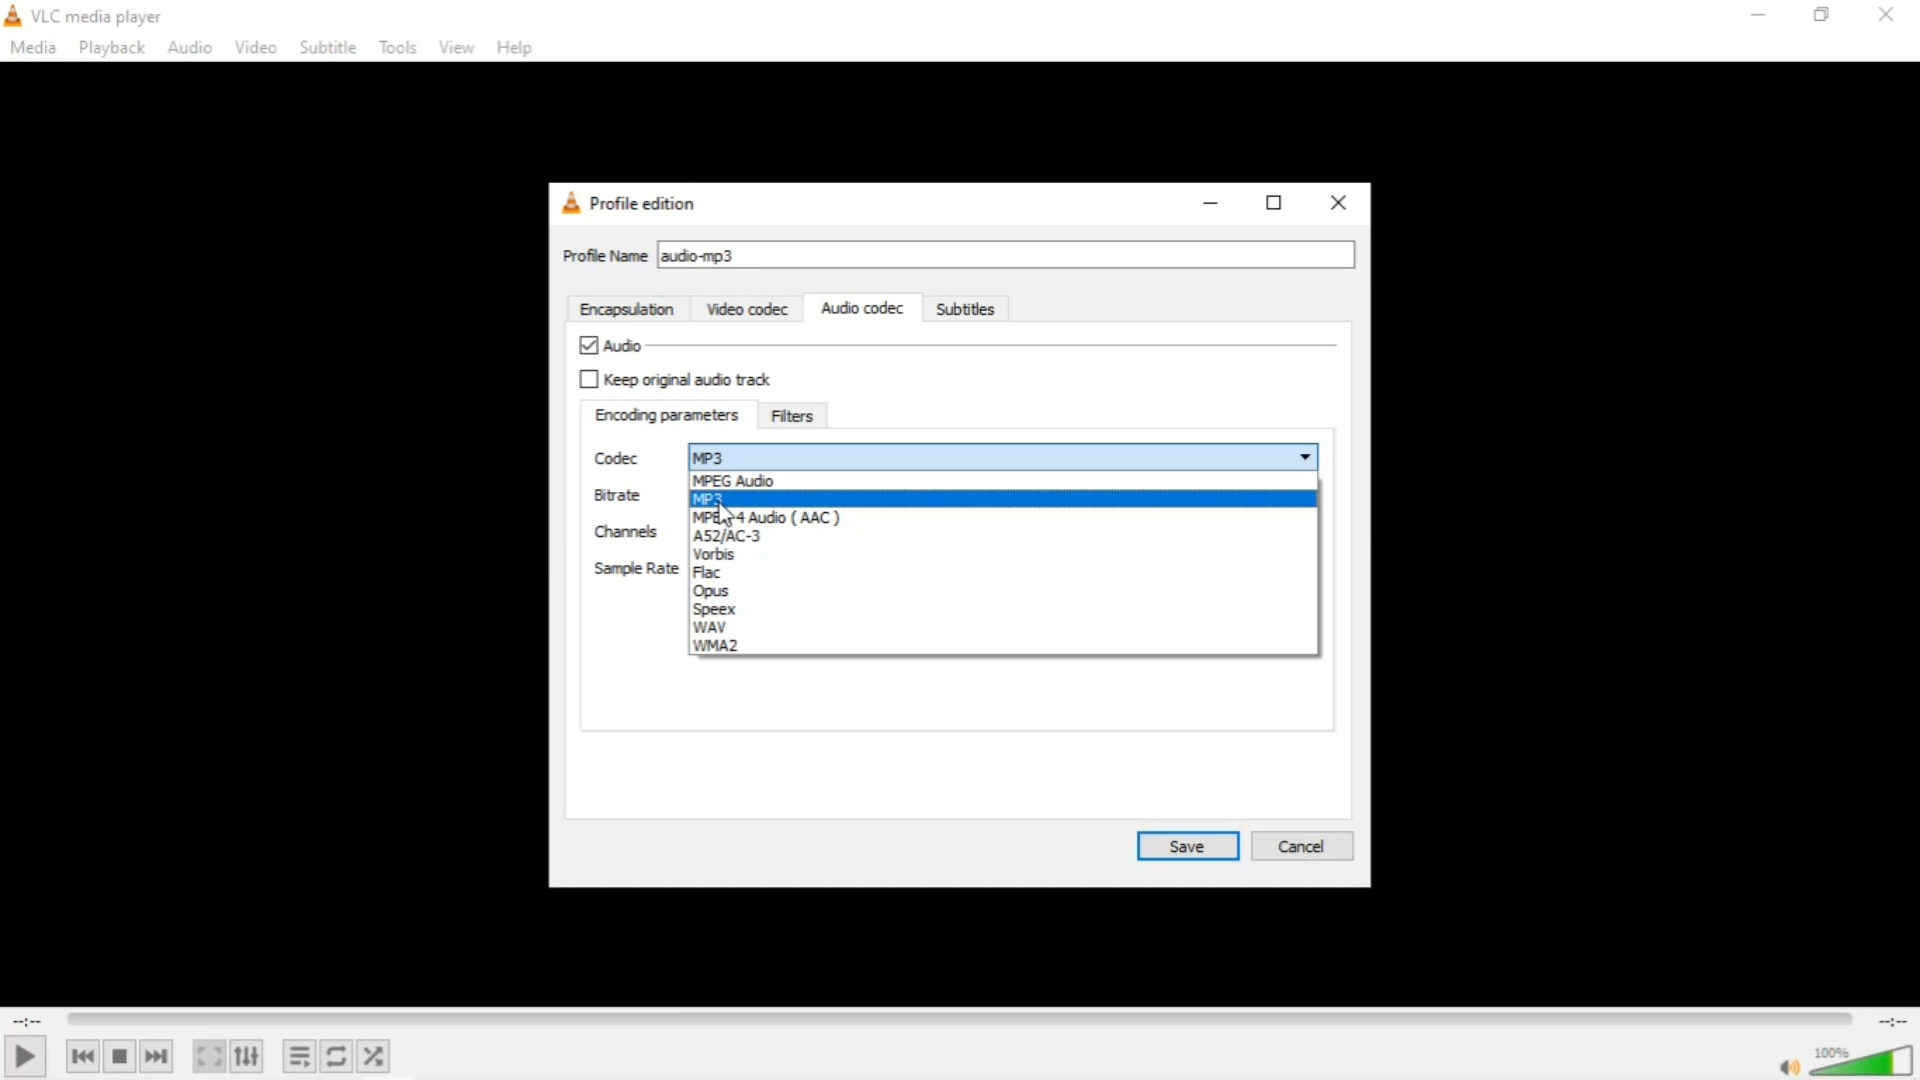 VLC media player
Media Playback Audio Video Subtitle Tools View Help
Profile edition
Profile Name audio-mp3
Encapsulation Video codec Audio codec Subtitles
Audio
Keep original audio track
Encoding parameters Filters
Codec MP3
MPEG Audio
Bitrate MP3
MPEG-4 Audio ( AAC )
Channels A52/AC-3
Vorbis
Sample Rate Flac
Opus
Speex
WAV
WMA2
Save Cancel
--:-- --:--
100%